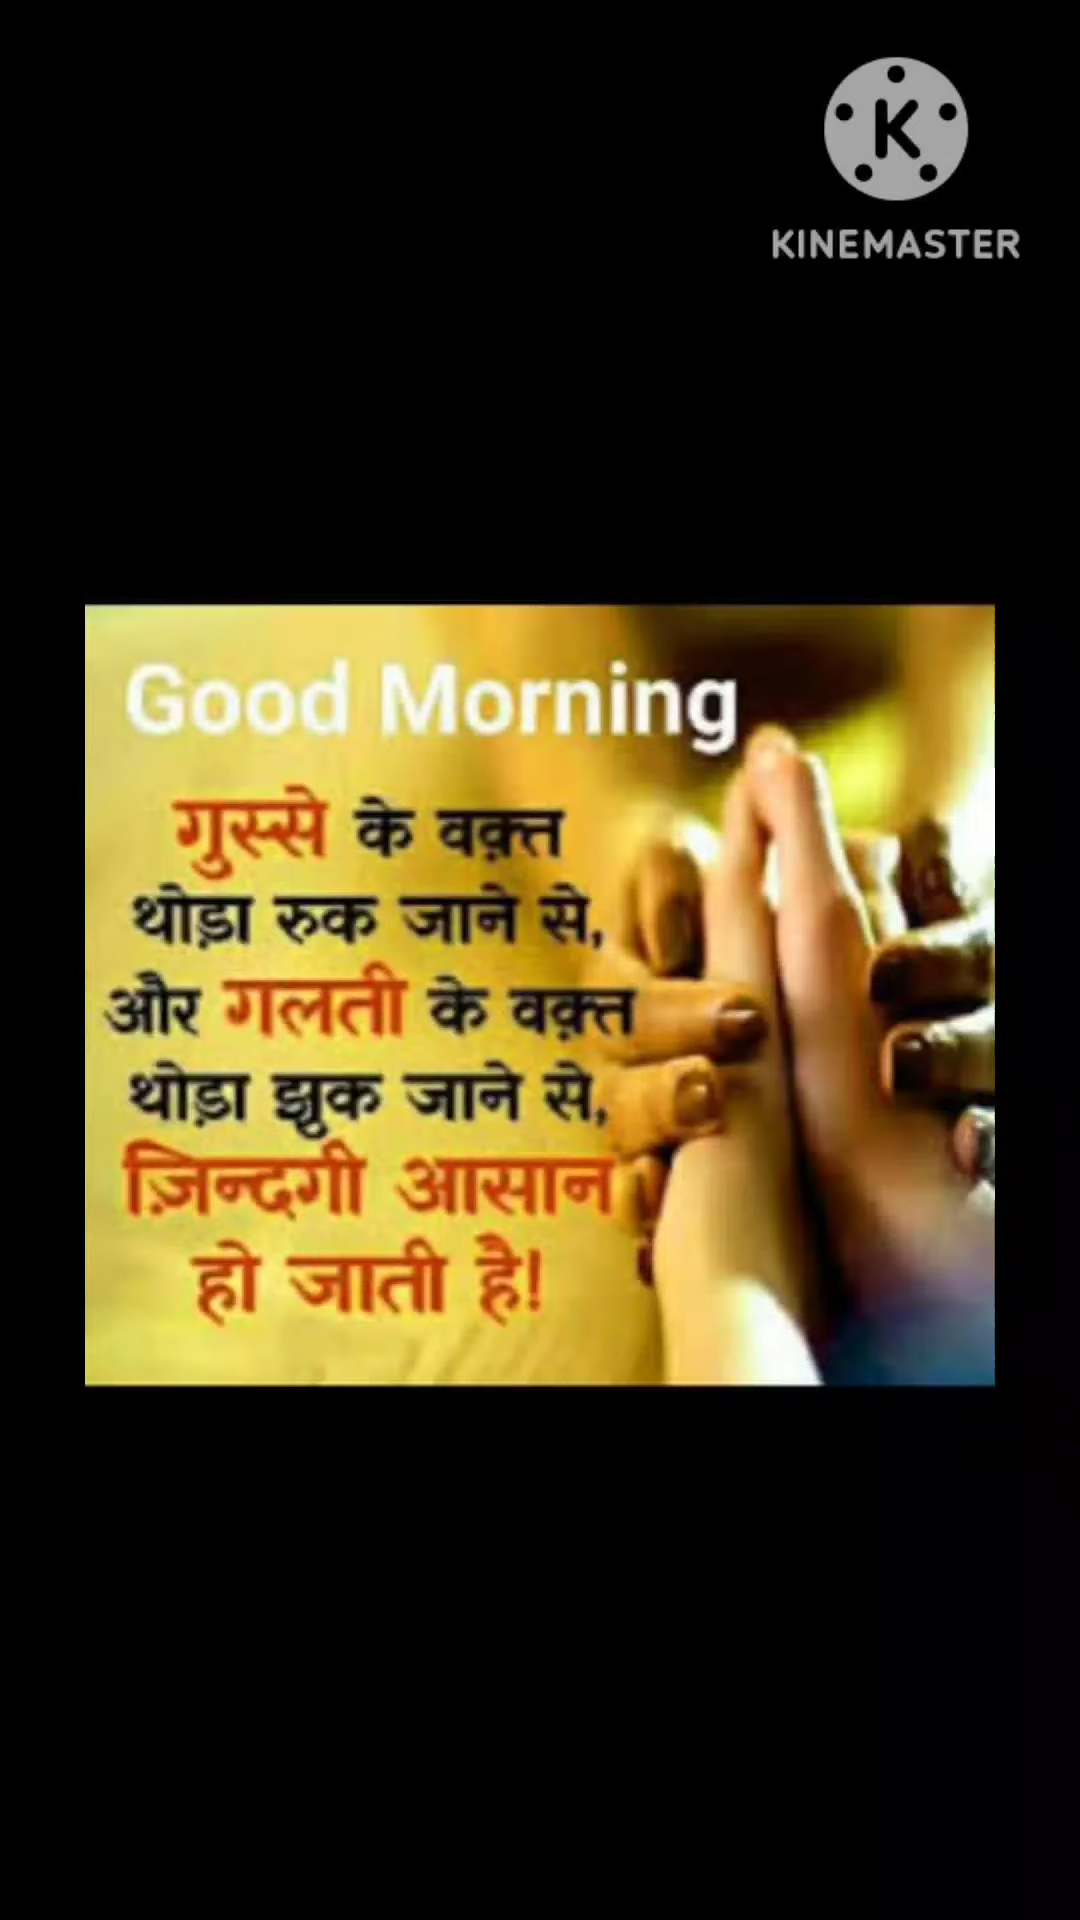 KINEMASTER
Good Morning
गुस्से के वक़्त
थोड़ा रुक जाने से,
और गलती के वक़्त
थोड़ा झुक जाने से,
ज़िन्दगी आसान
हो जाती है!